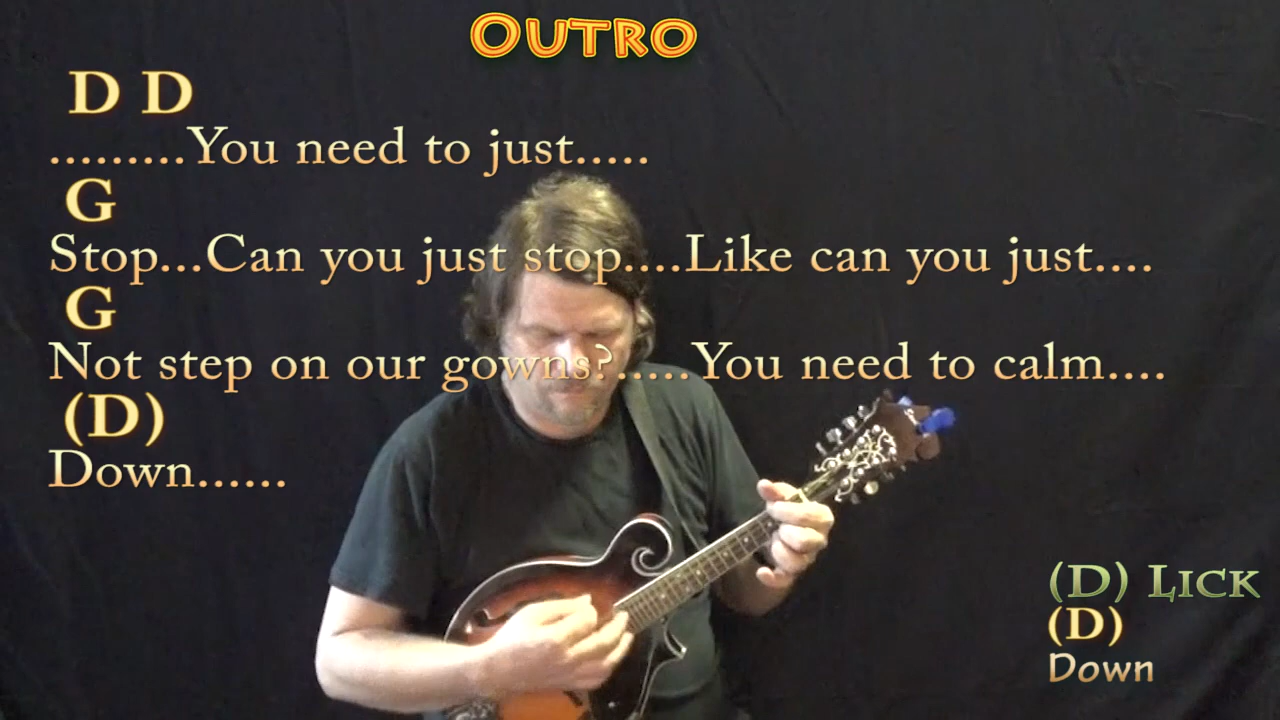 OUTRO
D D
.........You need to just.....
G
Stop...Can you just stop....Like can you just....
G
Not step on our gowns?.....You need to calm....
(D)
Down......
(D) LICK
(D)
Down